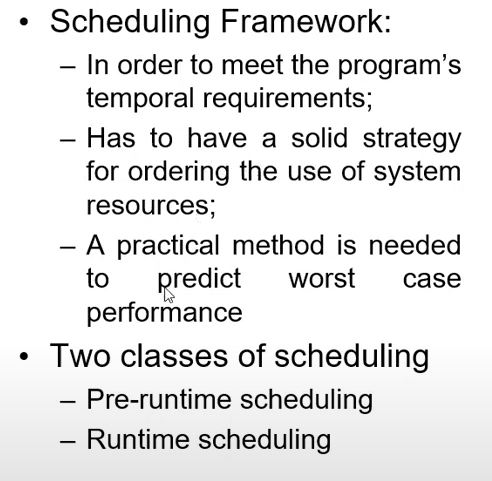 • Scheduling Framework:
– In order to meet the program's
temporal requirements;
– Has to have a solid strategy
for ordering the use of system
resources;
– A practical method is needed
to predict worst case
performance
• Two classes of scheduling
– Pre-runtime scheduling
– Runtime scheduling